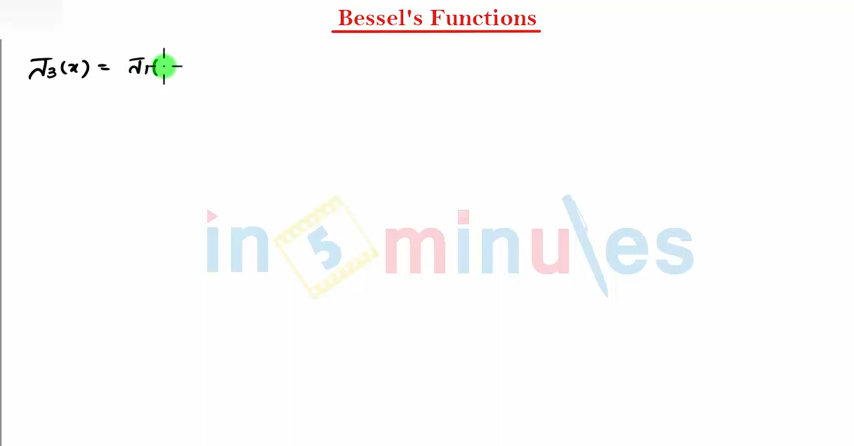 Bessel's Functions
J₃(x) = J₁(
in 5 minutes